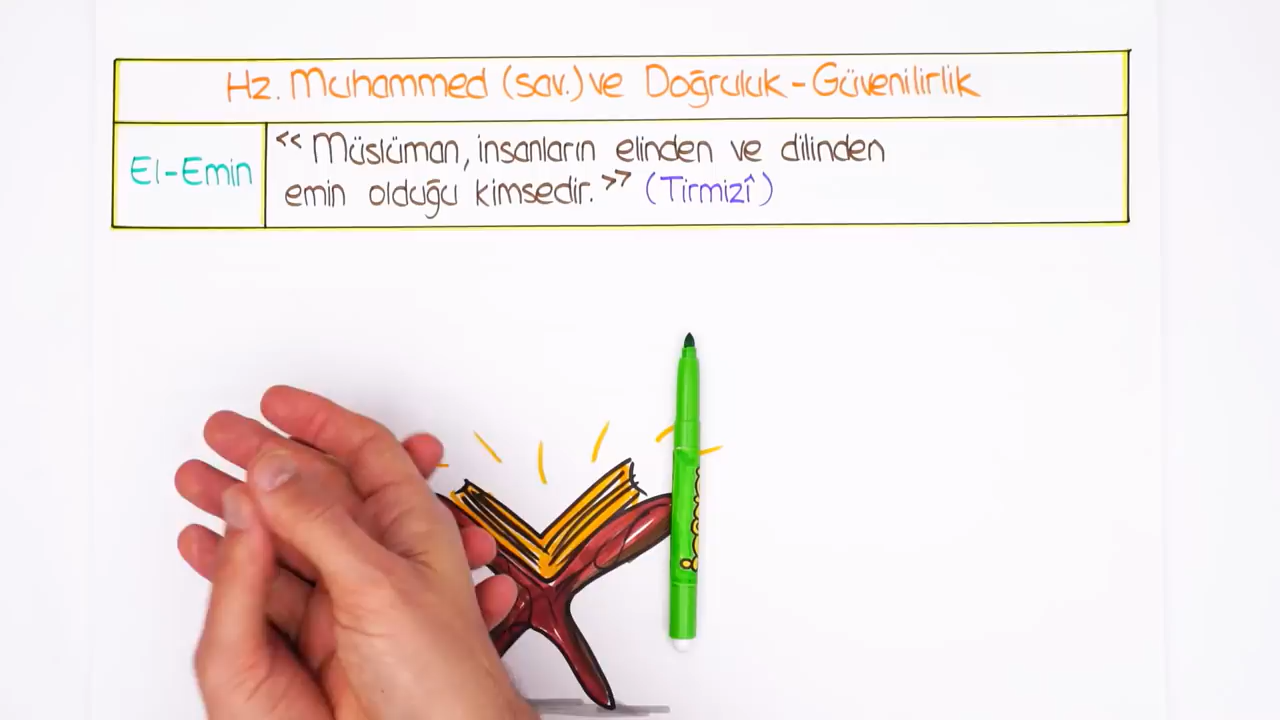 Hz. Muhammed (sav.) ve Doğruluk-Güvenilirlik
El-Emin
<< Müslüman, insanların elinden ve dilinden
emin olduğu kimsedir. >> (Tirmizî)